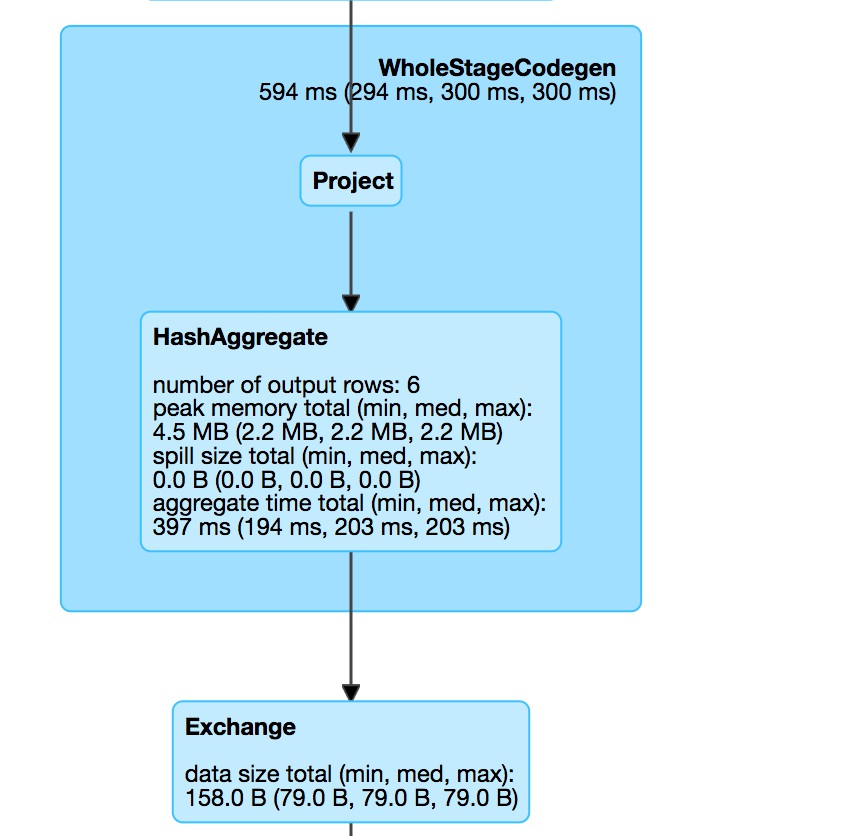 WholeStageCodegen
594 ms (294 ms, 300 ms, 300 ms)
Project
HashAggregate
number of output rows: 6
peak memory total (min, med, max):
4.5 MB (2.2 MB, 2.2 MB, 2.2 MB)
spill size total (min, med, max):
0.0 B (0.0 B, 0.0 B, 0.0 B)
aggregate time total (min, med, max):
397 ms (194 ms, 203 ms, 203 ms)
Exchange
data size total (min, med, max):
158.0 B (79.0 B, 79.0 B, 79.0 B)